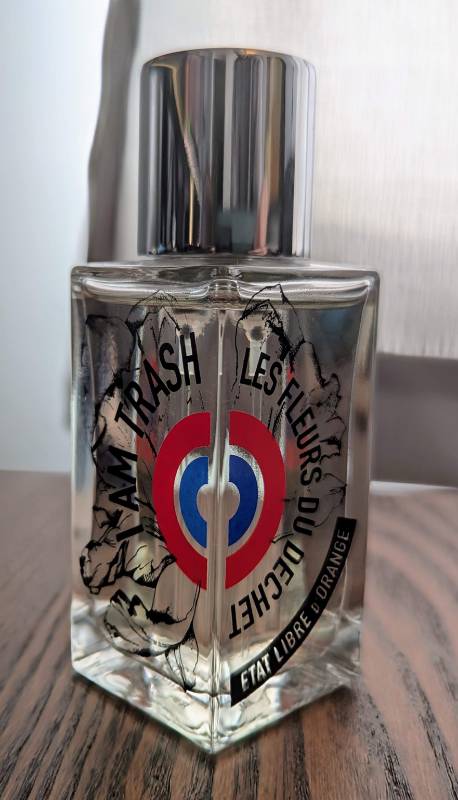 I AM TRASH
LES FLEURS DU DECHET
ETAT LIBRE D'ORANGE